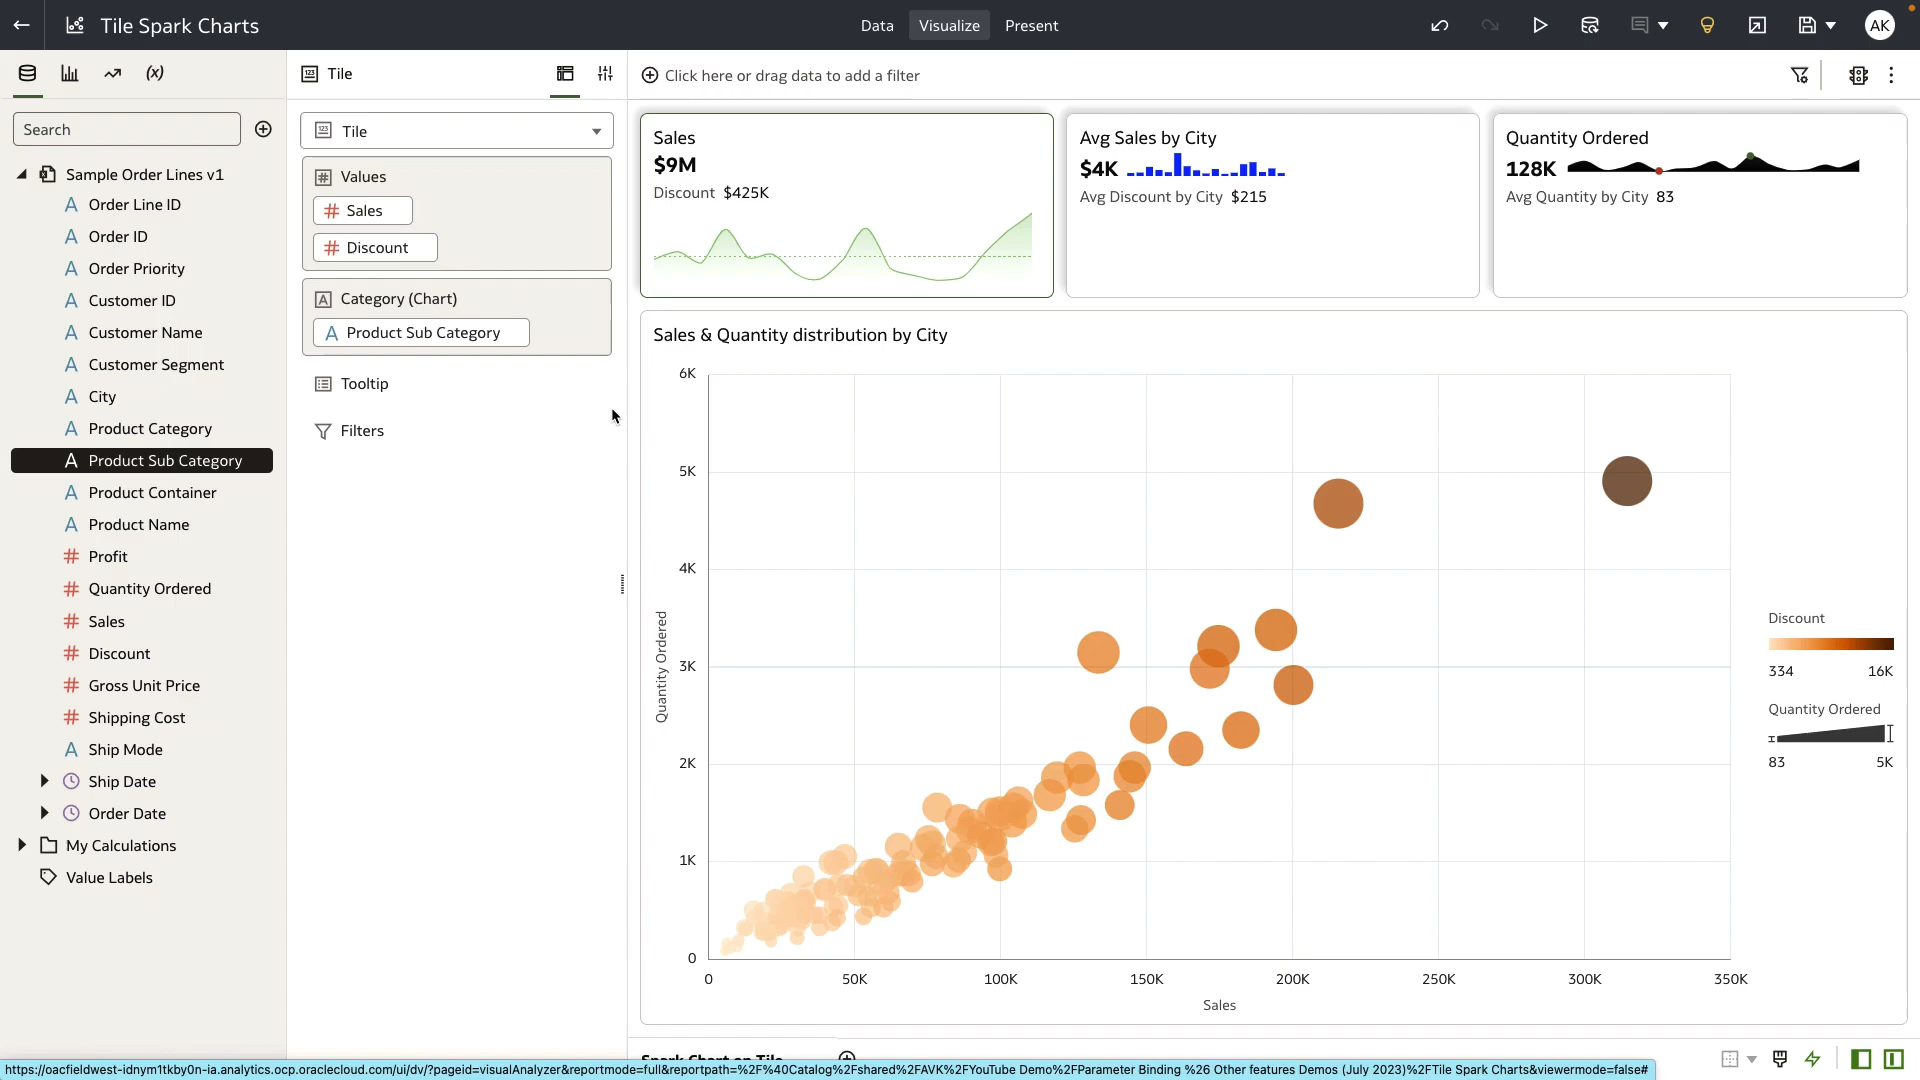 Tile Spark Charts
Data
Visualize
Present
AK
(x)
Tile
Click here or drag data to add a filter
Search
Tile
Sample Order Lines v1
Order Line ID
Order ID
Order Priority
Customer ID
Customer Name
Customer Segment
City
Product Category
Product Sub Category
Product Container
Product Name
Profit
Quantity Ordered
Sales
Discount
Gross Unit Price
Shipping Cost
Ship Mode
Ship Date
Order Date
My Calculations
Value Labels
Values
Sales
Discount
Category (Chart)
Product Sub Category
Tooltip
Filters
Sales
$9M
Discount $425K
Avg Sales by City
$4K
Avg Discount by City $215
Quantity Ordered
128K
Avg Quantity by City 83
Sales & Quantity distribution by City
6K
5K
4K
3K
2K
1K
0
Quantity Ordered
0
50K
100K
150K
200K
250K
300K
350K
Sales
Discount
334
16K
Quantity Ordered
83
5K
Spark Chart on Tile
https://oacfieldwest-idnym1tkby0n-ia.analytics.ocp.oraclecloud.com/ui/dv/?pageid=visualAnalyzer&reportmode=full&reportpath=%2F%40Catalog%2Fshared%2FAVK%2FYouTube Demo%2FParameter Binding %26 Other features Demos (July 2023)%2FTile Spark Charts&viewermode=false#